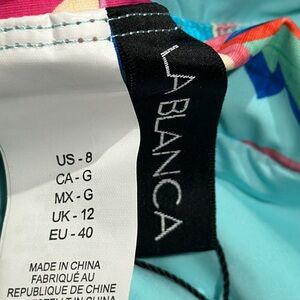 LA BLANCA
US - 8
CA - G
MX - G
UK - 12
EU - 40
MADE IN CHINA
FABRIQUÉ AU
REPUBLIQUE DE CHINE